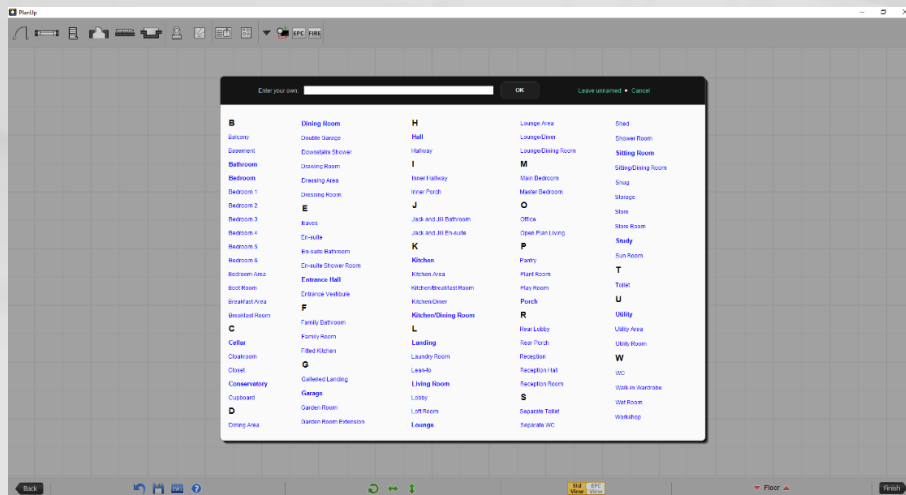 PlanUp
EPC FIRE
Enter your own:
OK
Leave unnamed • Cancel
B
Balcony
Basement
Bathroom
Bedroom
Bedroom 1
Bedroom 2
Bedroom 3
Bedroom 4
Bedroom 5
Bedroom 6
Bedroom Area
Boot Room
Breakfast Area
Breakfast Room
C
Cellar
Cloakroom
Closet
Conservatory
Cupboard
D
Dining Area
Dining Room
Double Garage
Downstairs Shower
Drawing Room
Dressing Area
Dressing Room
E
Eaves
En-suite
En-suite Bathroom
En-suite Shower Room
Entrance Hall
Entrance Vestibule
F
Family Bathroom
Family Room
Fitted Kitchen
G
Galleried Landing
Garage
Garden Room
Garden Room Extension
H
Hall
Hallway
I
Inner Hallway
Inner Porch
J
Jack and Jill Bathroom
Jack and Jill En-suite
K
Kitchen
Kitchen Area
Kitchen/Breakfast Room
Kitchen/Diner
Kitchen/Dining Room
L
Landing
Laundry Room
Lean-to
Living Room
Lobby
Loft Room
Lounge
Lounge Area
Lounge/Diner
Lounge/Dining Room
M
Main Bedroom
Master Bedroom
O
Office
Open Plan Living
P
Pantry
Plant Room
Play Room
Porch
R
Rear Lobby
Rear Porch
Reception
Reception Hall
Reception Room
S
Separate Toilet
Separate WC
Shed
Shower Room
Sitting Room
Sitting/Dining Room
Snug
Storage
Store
Store Room
Study
Sun Room
T
Toilet
U
Utility
Utility Area
Utility Room
W
WC
Walk-in Wardrobe
Wet Room
Workshop
Back
Std View
EPC View
Floor
Finish